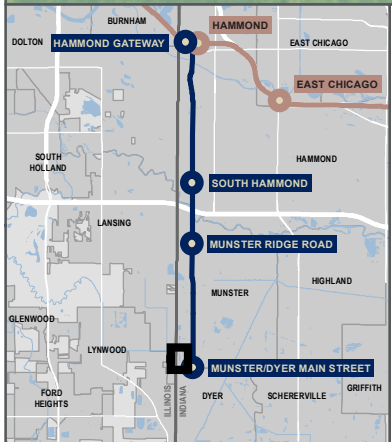 BURNHAM
HAMMOND
DOLTON
HAMMOND GATEWAY
EAST CHICAGO
EAST CHICAGO
SOUTH
HOLLAND
HAMMOND
SOUTH HAMMOND
LANSING
MUNSTER RIDGE ROAD
HIGHLAND
MUNSTER
GLENWOOD
LYNWOOD
MUNSTER/DYER MAIN STREET
FORD
HEIGHTS
ILLINOIS
INDIANA
DYER
SCHERERVILLE
GRIFFITH